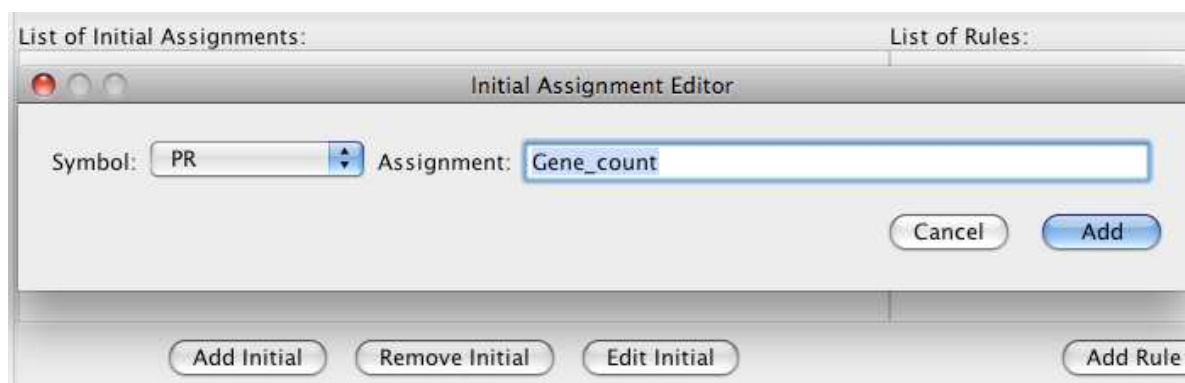 List of Initial Assignments: List of Rules:
Initial Assignment Editor
Symbol: PR Assignment: Gene_count
Cancel Add
Add Initial Remove Initial Edit Initial Add Rule